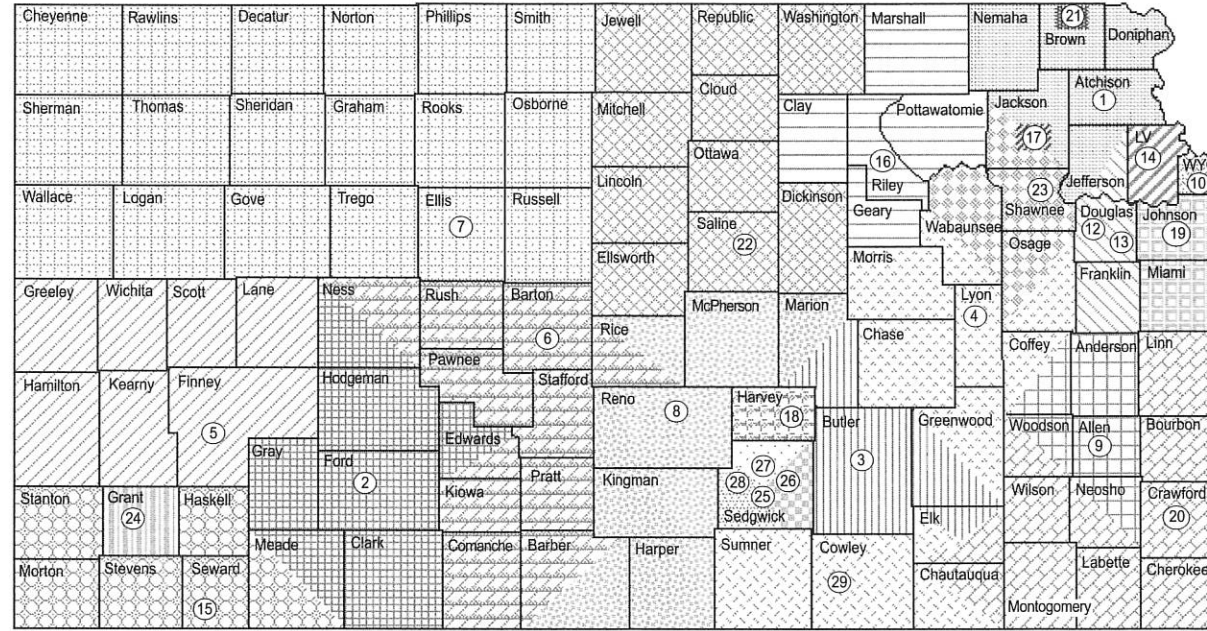 Cheyenne
Rawlins
Decatur
Norton
Phillips
Smith
Jewell
Republic
Washington
Marshall
Nemaha
21
Brown
Doniphan
Sherman
Thomas
Sheridan
Graham
Rooks
Osborne
Mitchell
Cloud
Clay
Pottawatomie
Jackson
Atchison
1
17
Ottawa
16
Riley
Jefferson
LV
14
WY
10
Wallace
Logan
Gove
Trego
Ellis
7
Russell
Lincoln
Saline
22
Dickinson
Geary
Wabaunsee
23
Shawnee
Douglas
12
13
Johnson
19
Ellsworth
Morris
Osage
Franklin
Miami
Greeley
Wichita
Scott
Lane
Ness
Rush
Barton
6
Rice
McPherson
Marion
Chase
Lyon
4
Coffey
Anderson
Linn
Hamilton
Kearny
Finney
5
Hodgeman
Pawnee
Stafford
Reno
8
Harvey
18
Butler
3
Greenwood
Woodson
Allen
9
Bourbon
Gray
Ford
2
Edwards
Kiowa
Pratt
Kingman
27
28
26
25
Sedgwick
Elk
Wilson
Neosho
Crawford
20
Stanton
Grant
24
Haskell
Morton
Stevens
Seward
15
Meade
Clark
Comanche
Barber
Harper
Sumner
Cowley
29
Chautauqua
Montogomery
Labette
Cherokee